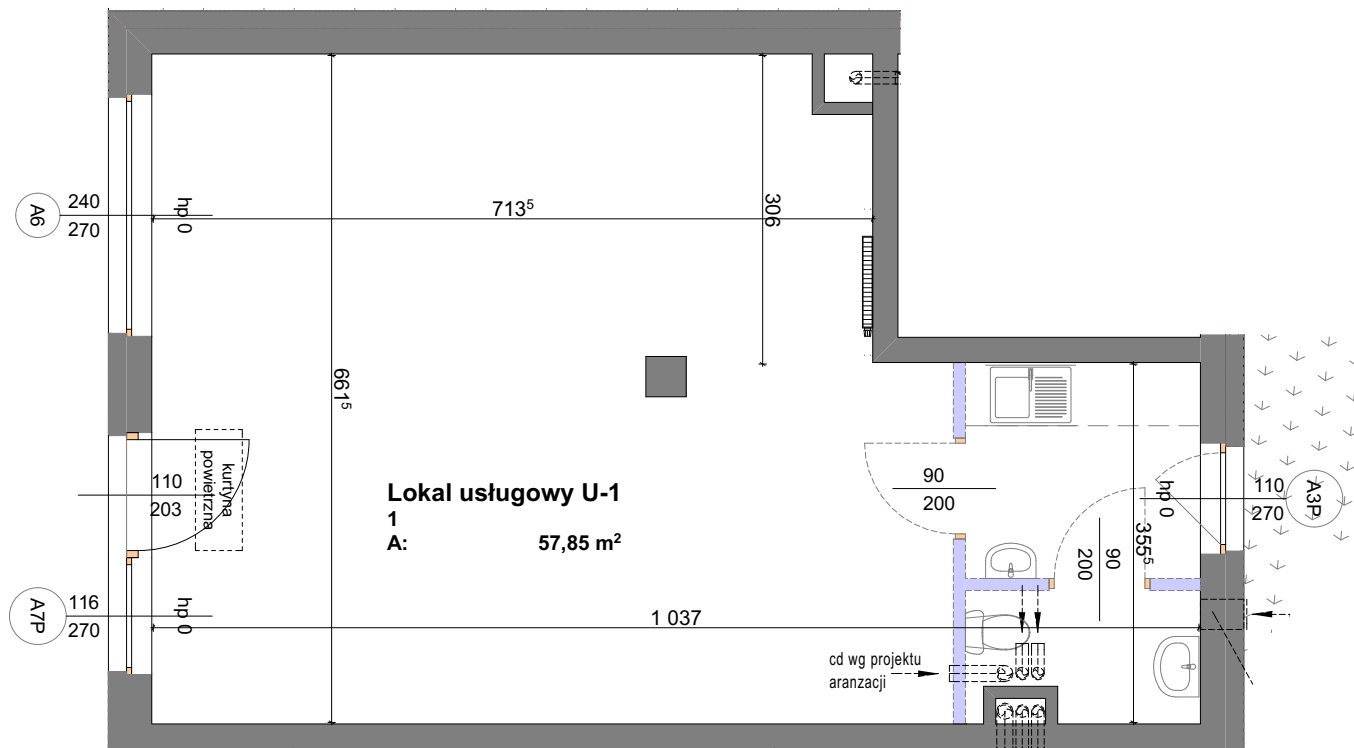 A6
240
270
hp 0
713⁵
306
661⁵
110
203
kurtyna
powietrzna
Lokal usługowy U-1
1
A: 57,85 m²
90
200
90
200
hp 0
355⁵
110
270
A3P
A7P
116
270
hp 0
1 037
cd wg projektu
aranzacji